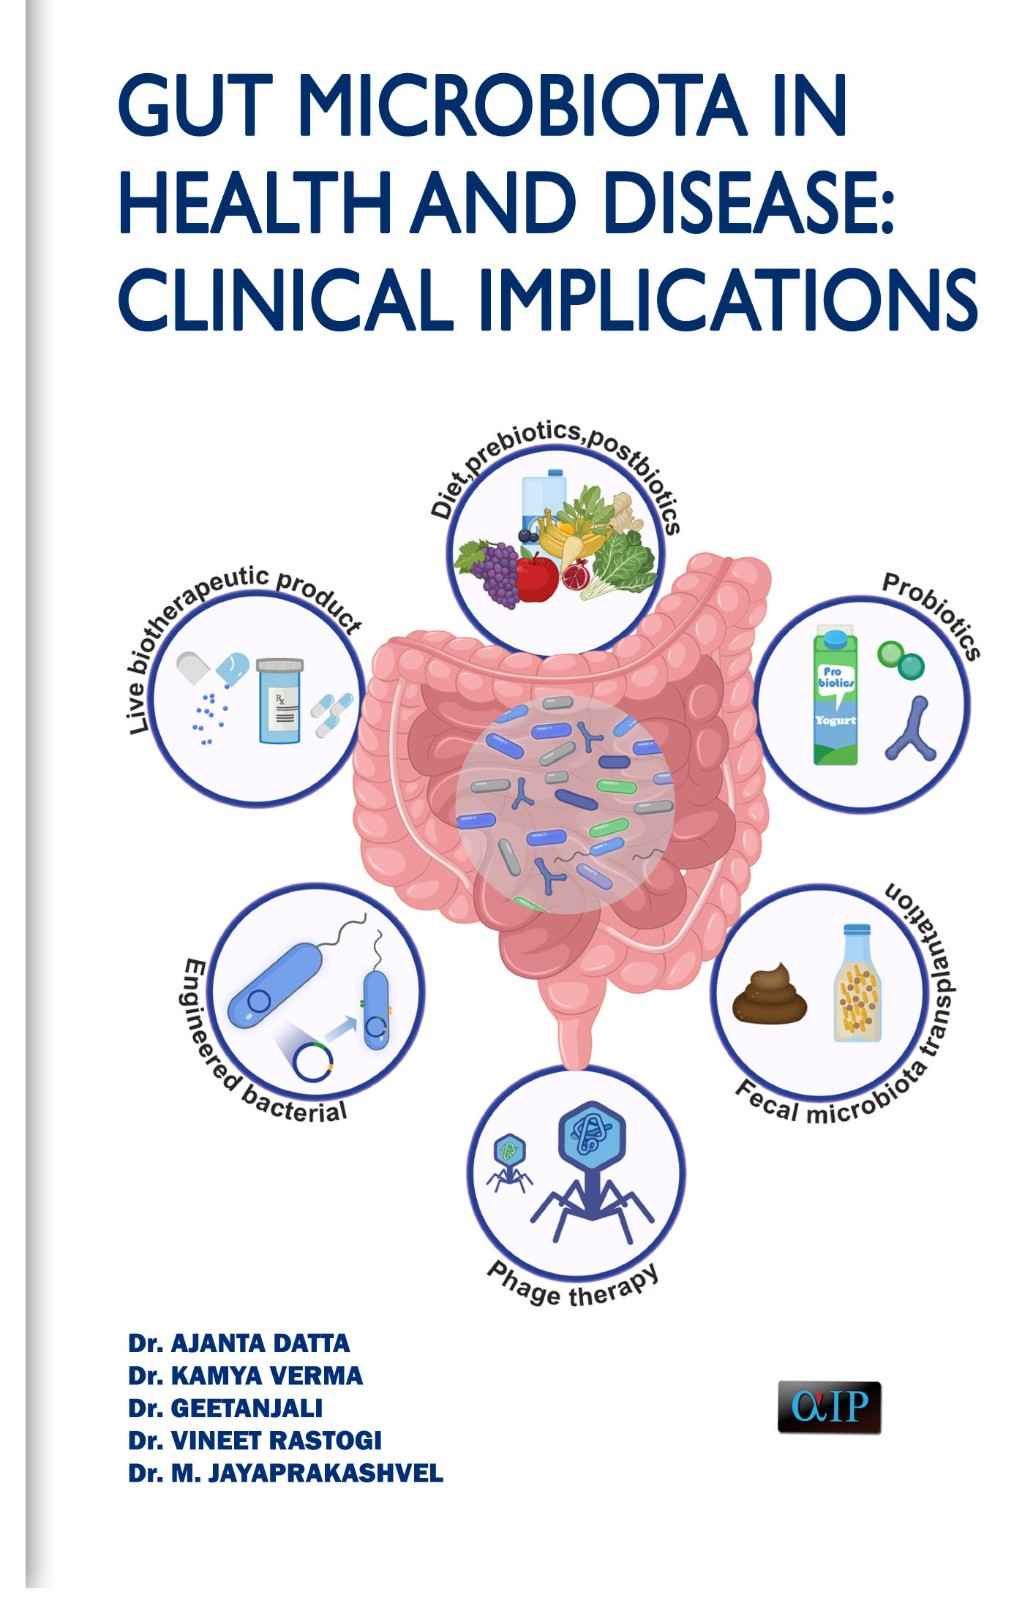 GUT MICROBIOTA IN
HEALTH AND DISEASE:
CLINICAL IMPLICATIONS
Diet,prebiotics,postbiotics
Live biotherapeutic product
Rx
Probiotics
Pro
biotics
Yogurt
Engineered bacterial
Fecal microbiota transplantation
Phage therapy
Dr. AJANTA DATTA
Dr. KAMYA VERMA
Dr. GEETANJALI
Dr. VINEET RASTOGI
Dr. M. JAYAPRAKASHVEL
αIP